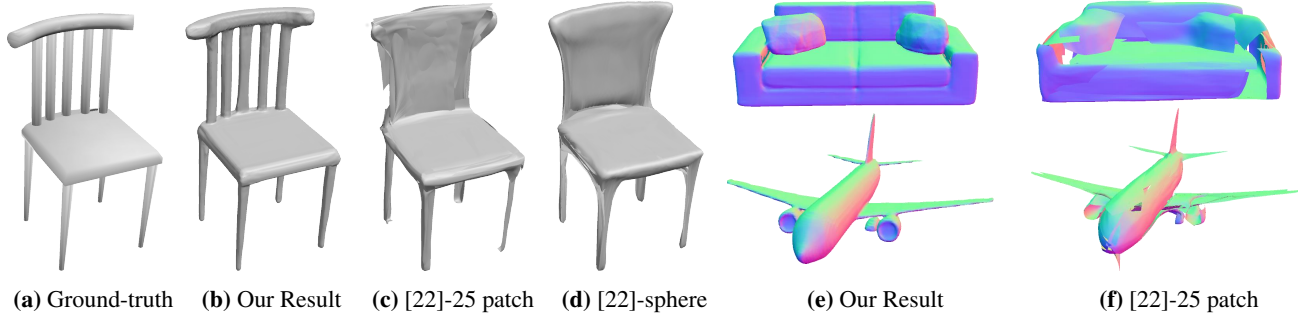 (a) Ground-truth (b) Our Result (c) [22]-25 patch (d) [22]-sphere (e) Our Result (f) [22]-25 patch